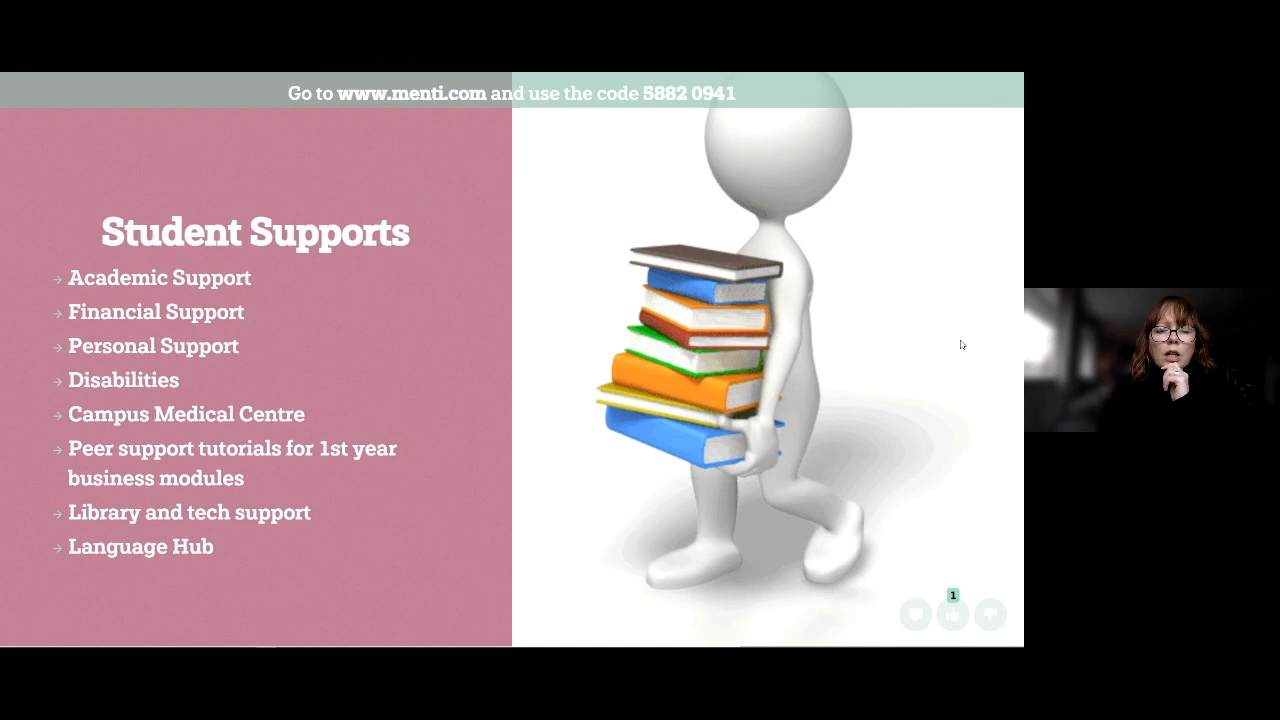 Go to www.menti.com and use the code 5882 0941
Student Supports
→ Academic Support
→ Financial Support
→ Personal Support
→ Disabilities
→ Campus Medical Centre
→ Peer support tutorials for 1st year
business modules
→ Library and tech support
→ Language Hub
1